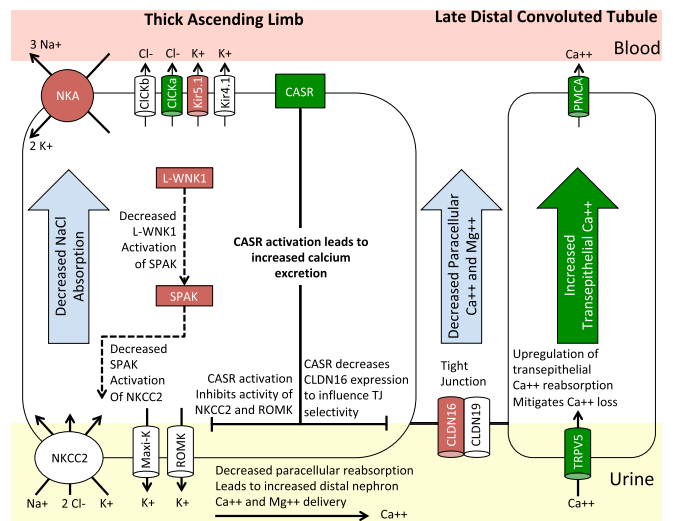 Thick Ascending Limb
Late Distal Convoluted Tubule
Blood
3 Na+
NKA
2 K+
Cl-
Cl-
K+
K+
ClCKb
ClCKa
Kir5.1
Kir4.1
CASR
Ca++
PMCA
Decreased NaCl
Absorption
L-WNK1
Decreased
L-WNK1
Activation
of SPAK
SPAK
Decreased
SPAK
Activation
Of NKCC2
CASR activation leads to
increased calcium
excretion
CASR activation
Inhibits activity of
NKCC2 and ROMK
CASR decreases
CLDN16 expression
to influence TJ
selectivity
Decreased Paracellular
Ca++ and Mg++
Tight
Junction
CLDN16
CLDN19
Increased
Transepithelial Ca++
Upregulation of
transepithelial
Ca++ reabsorption
Mitigates Ca++ loss
TRPV5
Ca++
NKCC2
Na+
2 Cl-
K+
Maxi-K
K+
ROMK
K+
Decreased paracellular reabsorption
Leads to increased distal nephron
Ca++ and Mg++ delivery
Ca++
Urine